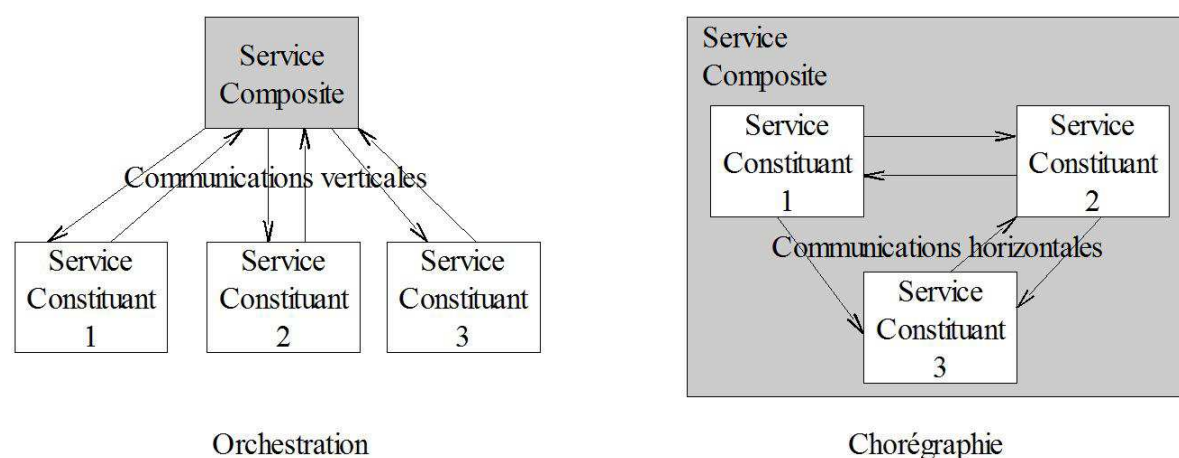 Service
Composite
Communications verticales
Service
Constituant
1
Service
Constituant
2
Service
Constituant
3
Orchestration
Service
Composite
Service
Constituant
1
Service
Constituant
2
Communications horizontales
Service
Constituant
3
Chorégraphie